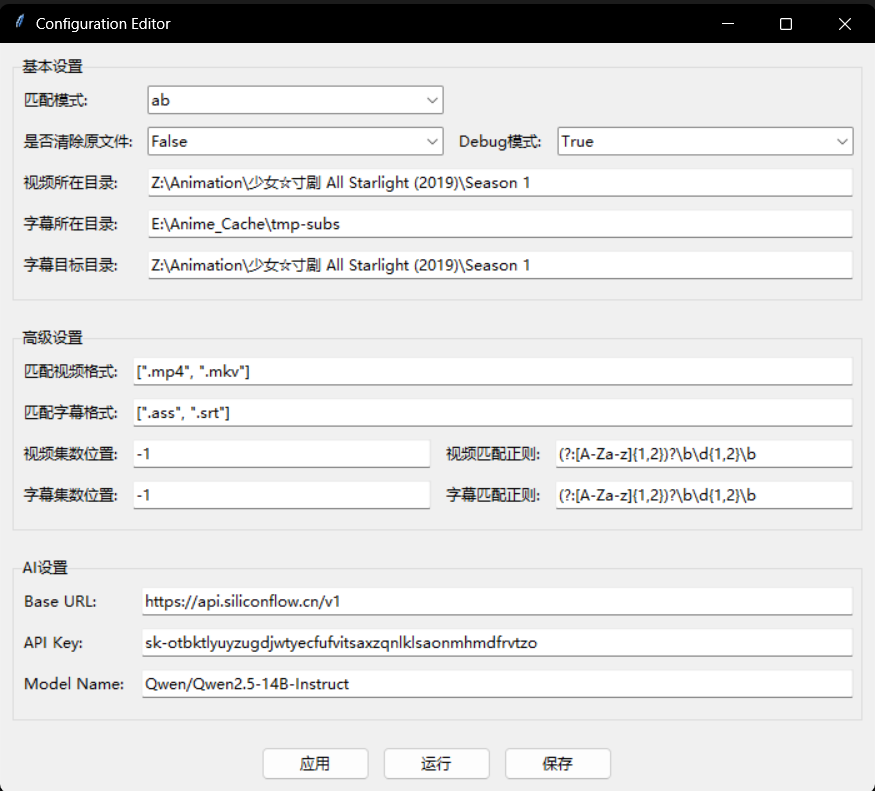 Configuration Editor
基本设置
匹配模式: ab
是否清除原文件: False Debug模式: True
视频所在目录: Z:\Animation\少女☆寸剧 All Starlight (2019)\Season 1
字幕所在目录: E:\Anime_Cache\tmp-subs
字幕目标目录: Z:\Animation\少女☆寸剧 All Starlight (2019)\Season 1
高级设置
匹配视频格式: [".mp4", ".mkv"]
匹配字幕格式: [".ass", ".srt"]
视频集数位置: -1 视频匹配正则: (?:[A-Za-z]{1,2})?\b\d{1,2}\b
字幕集数位置: -1 字幕匹配正则: (?:[A-Za-z]{1,2})?\b\d{1,2}\b
AI设置
Base URL: https://api.siliconflow.cn/v1
API Key: sk-otbktlyuyzugdjwtyecfufvitsaxzqnlklsaonmhmdfrvtzo
Model Name: Qwen/Qwen2.5-14B-Instruct
应用 运行 保存